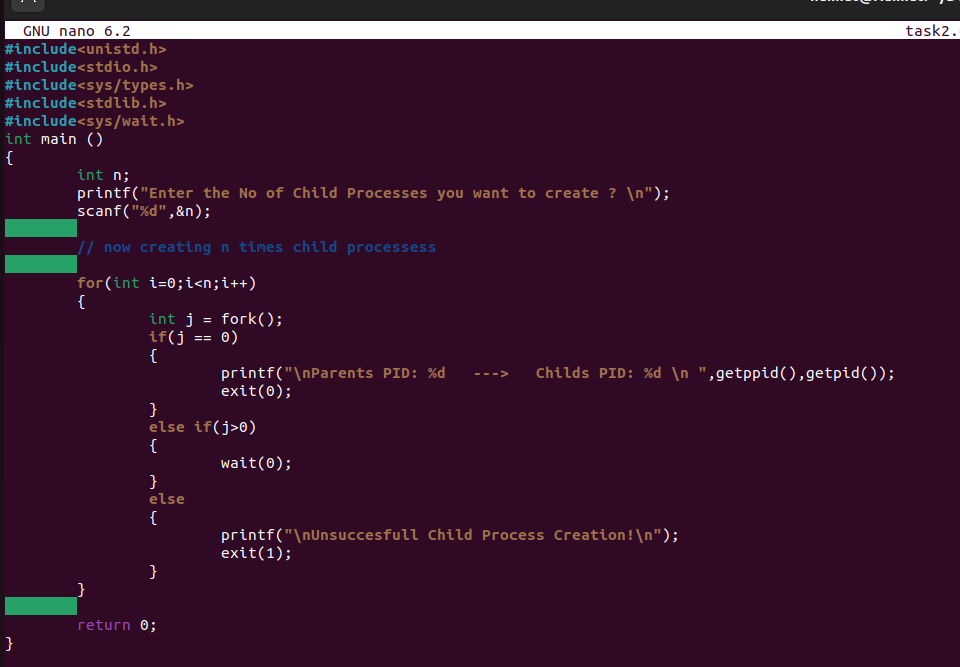 GNU nano 6.2 task2.
#include<unistd.h>
#include<stdio.h>
#include<sys/types.h>
#include<stdlib.h>
#include<sys/wait.h>
int main ()
{
int n;
printf("Enter the No of Child Processes you want to create ? \n");
scanf("%d",&n);
// now creating n times child processess
for(int i=0;i<n;i++)
{
int j = fork();
if(j == 0)
{
printf("\nParents PID: %d   --->   Childs PID: %d \n ",getppid(),getpid());
exit(0);
}
else if(j>0)
{
wait(0);
}
else
{
printf("\nUnsuccesfull Child Process Creation!\n");
exit(1);
}
}
return 0;
}